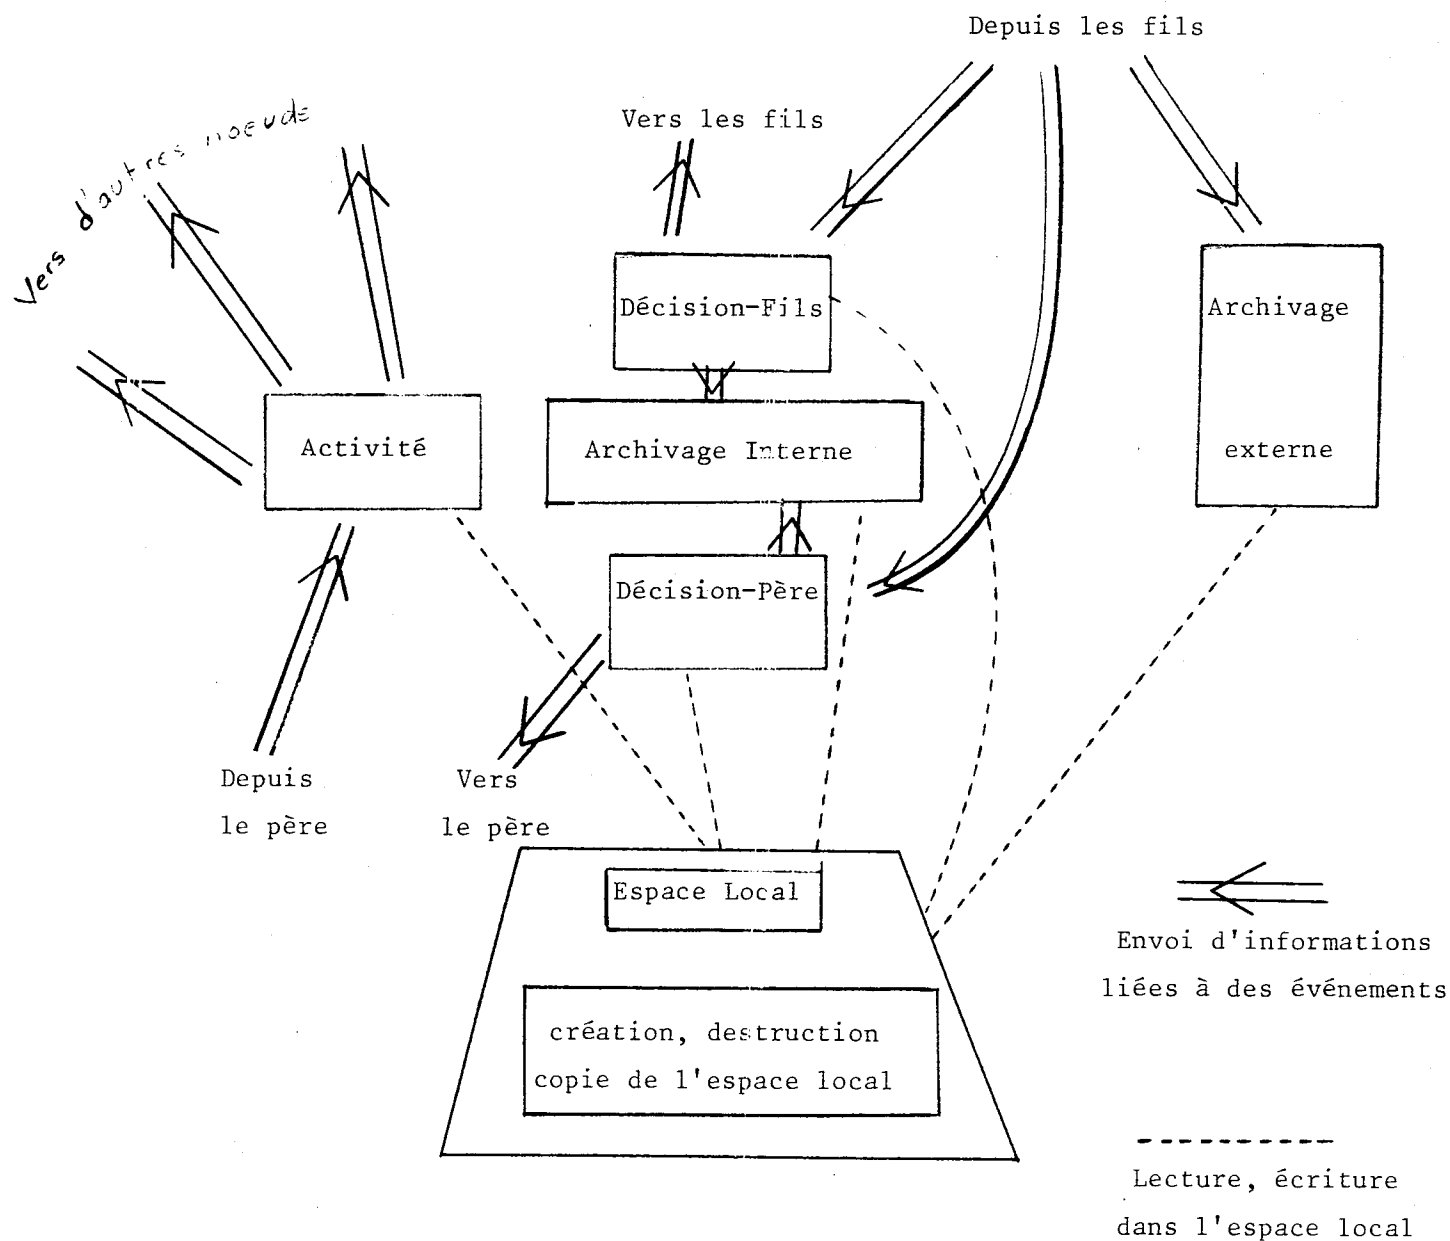 Depuis les fils
Vers les fils
Vers d'autres noeuds
Décision-Fils
Archivage
externe
Activité
Archivage Interne
Décision-Père
Depuis
le père
Vers
le père
Espace Local
création, destruction
copie de l'espace local
Envoi d'informations
liées à des événements
Lecture, écriture
dans l'espace local